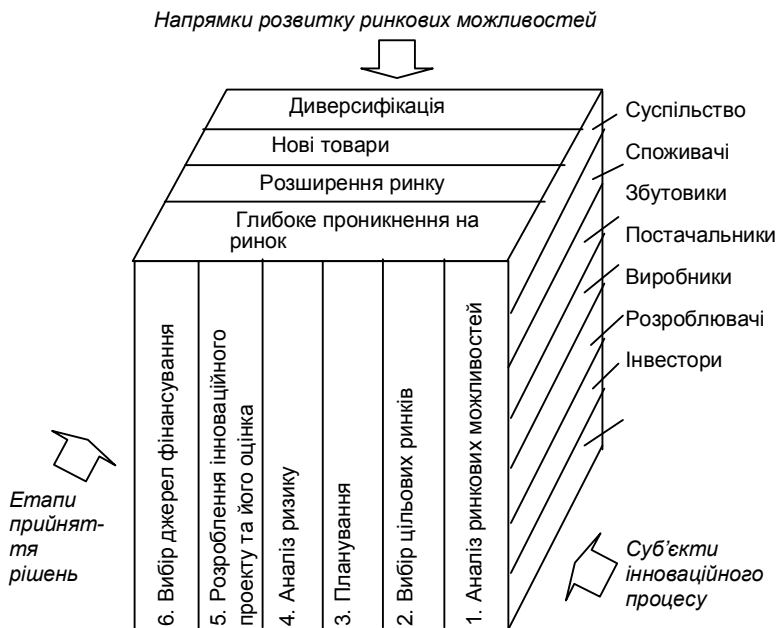 Напрямки розвитку ринкових можливостей
Диверсифікація
Нові товари
Розширення ринку
Глибоке проникнення на
ринок
Суспільство
Споживачі
Збутовики
Постачальники
Виробники
Розроблювачі
Інвестори
6. Вибір джерел фінансування
5. Розроблення інноваційного
проекту та його оцінка
4. Аналіз ризику
3. Планування
2. Вибір цільових ринків
1. Аналіз ринкових можливостей
Етапи
прийнят-
тя
рішень
Суб’єкти
інноваційного
процесу